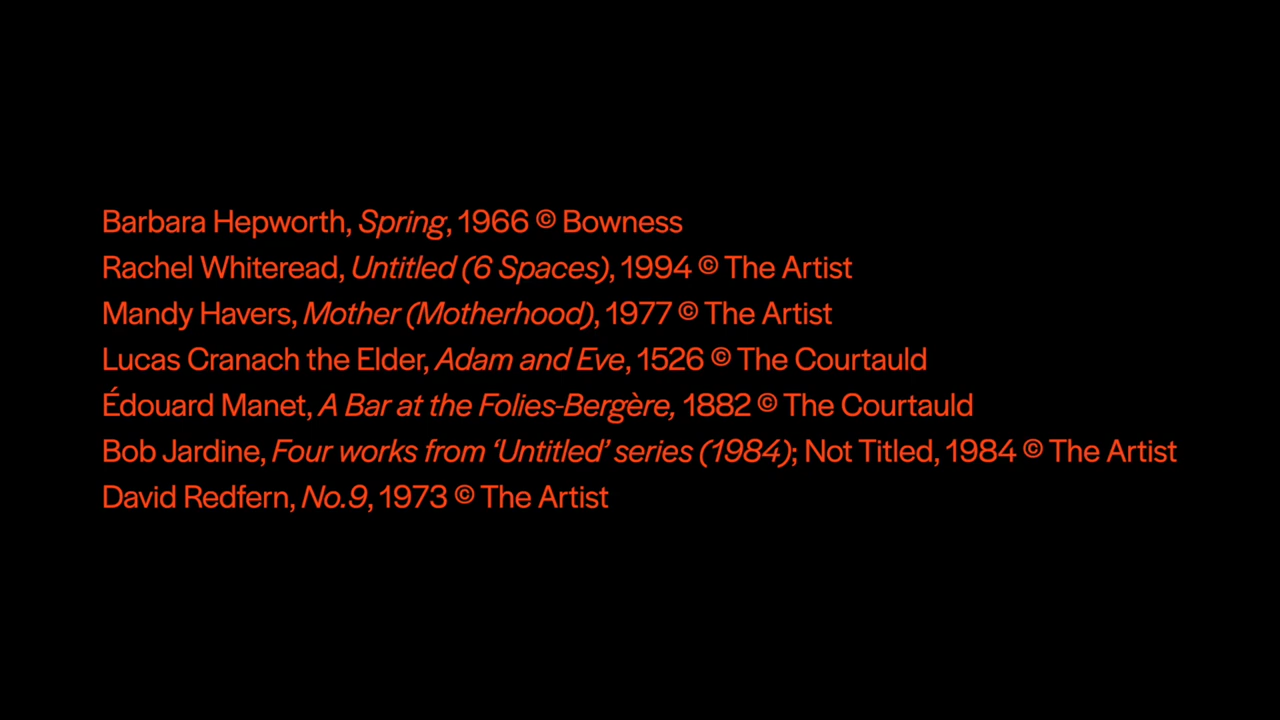 Barbara Hepworth, Spring, 1966 © Bowness
Rachel Whiteread, Untitled (6 Spaces), 1994 © The Artist
Mandy Havers, Mother (Motherhood), 1977 © The Artist
Lucas Cranach the Elder, Adam and Eve, 1526 © The Courtauld
Édouard Manet, A Bar at the Folies-Bergère, 1882 © The Courtauld
Bob Jardine, Four works from ‘Untitled’ series (1984); Not Titled, 1984 © The Artist
David Redfern, No.9, 1973 © The Artist